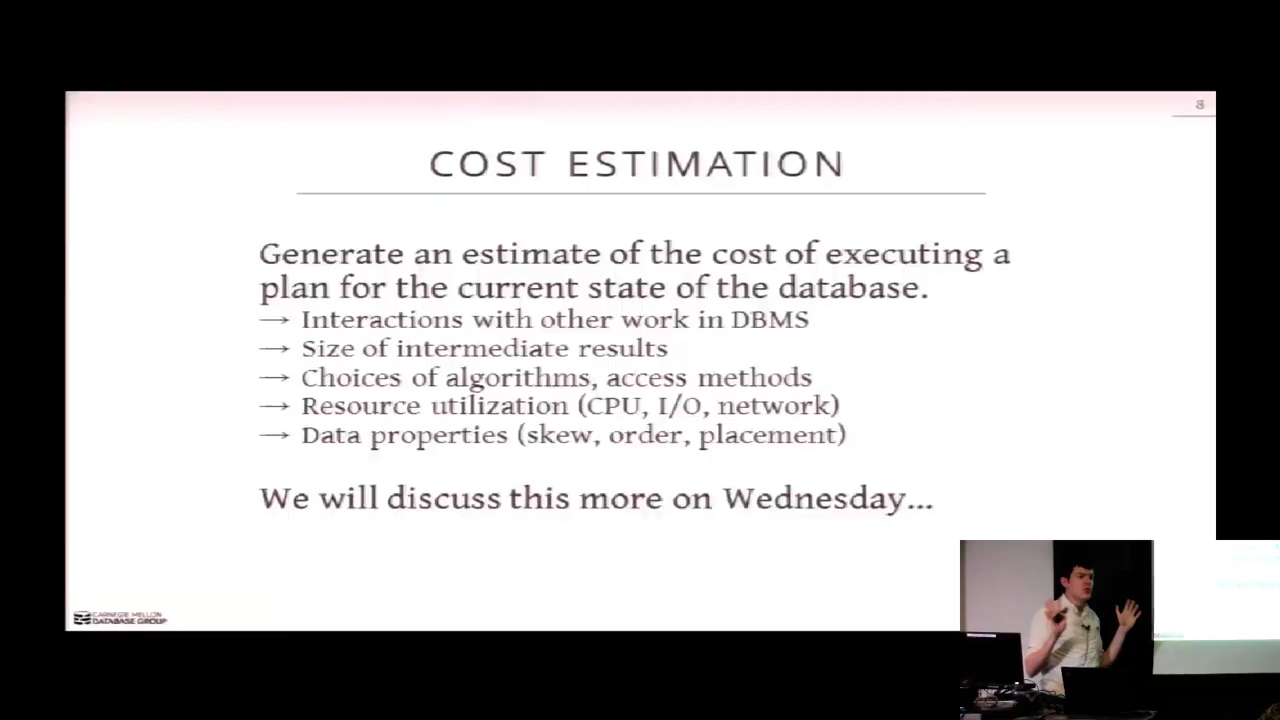 8
COST ESTIMATION
Generate an estimate of the cost of executing a
plan for the current state of the database.
→ Interactions with other work in DBMS
→ Size of intermediate results
→ Choices of algorithms, access methods
→ Resource utilization (CPU, I/O, network)
→ Data properties (skew, order, placement)
We will discuss this more on Wednesday...
CARNEGIE MELLON
DATABASE GROUP